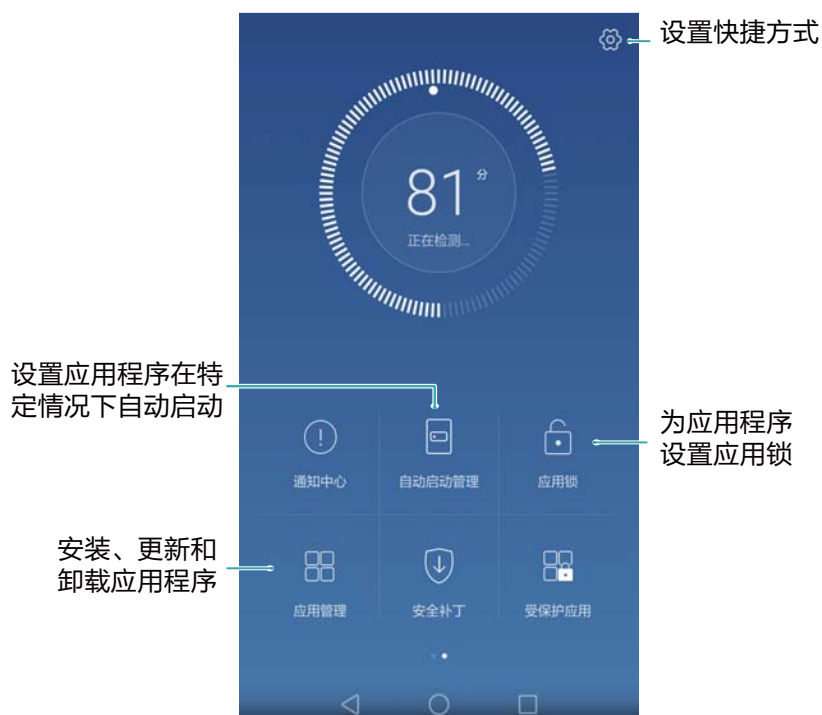 设置快捷方式
81分
正在检测...
设置应用程序在特
定情况下自动启动
为应用程序
设置应用锁
通知中心
自动启动管理
应用锁
安装、更新和
卸载应用程序
应用管理
安全补丁
受保护应用